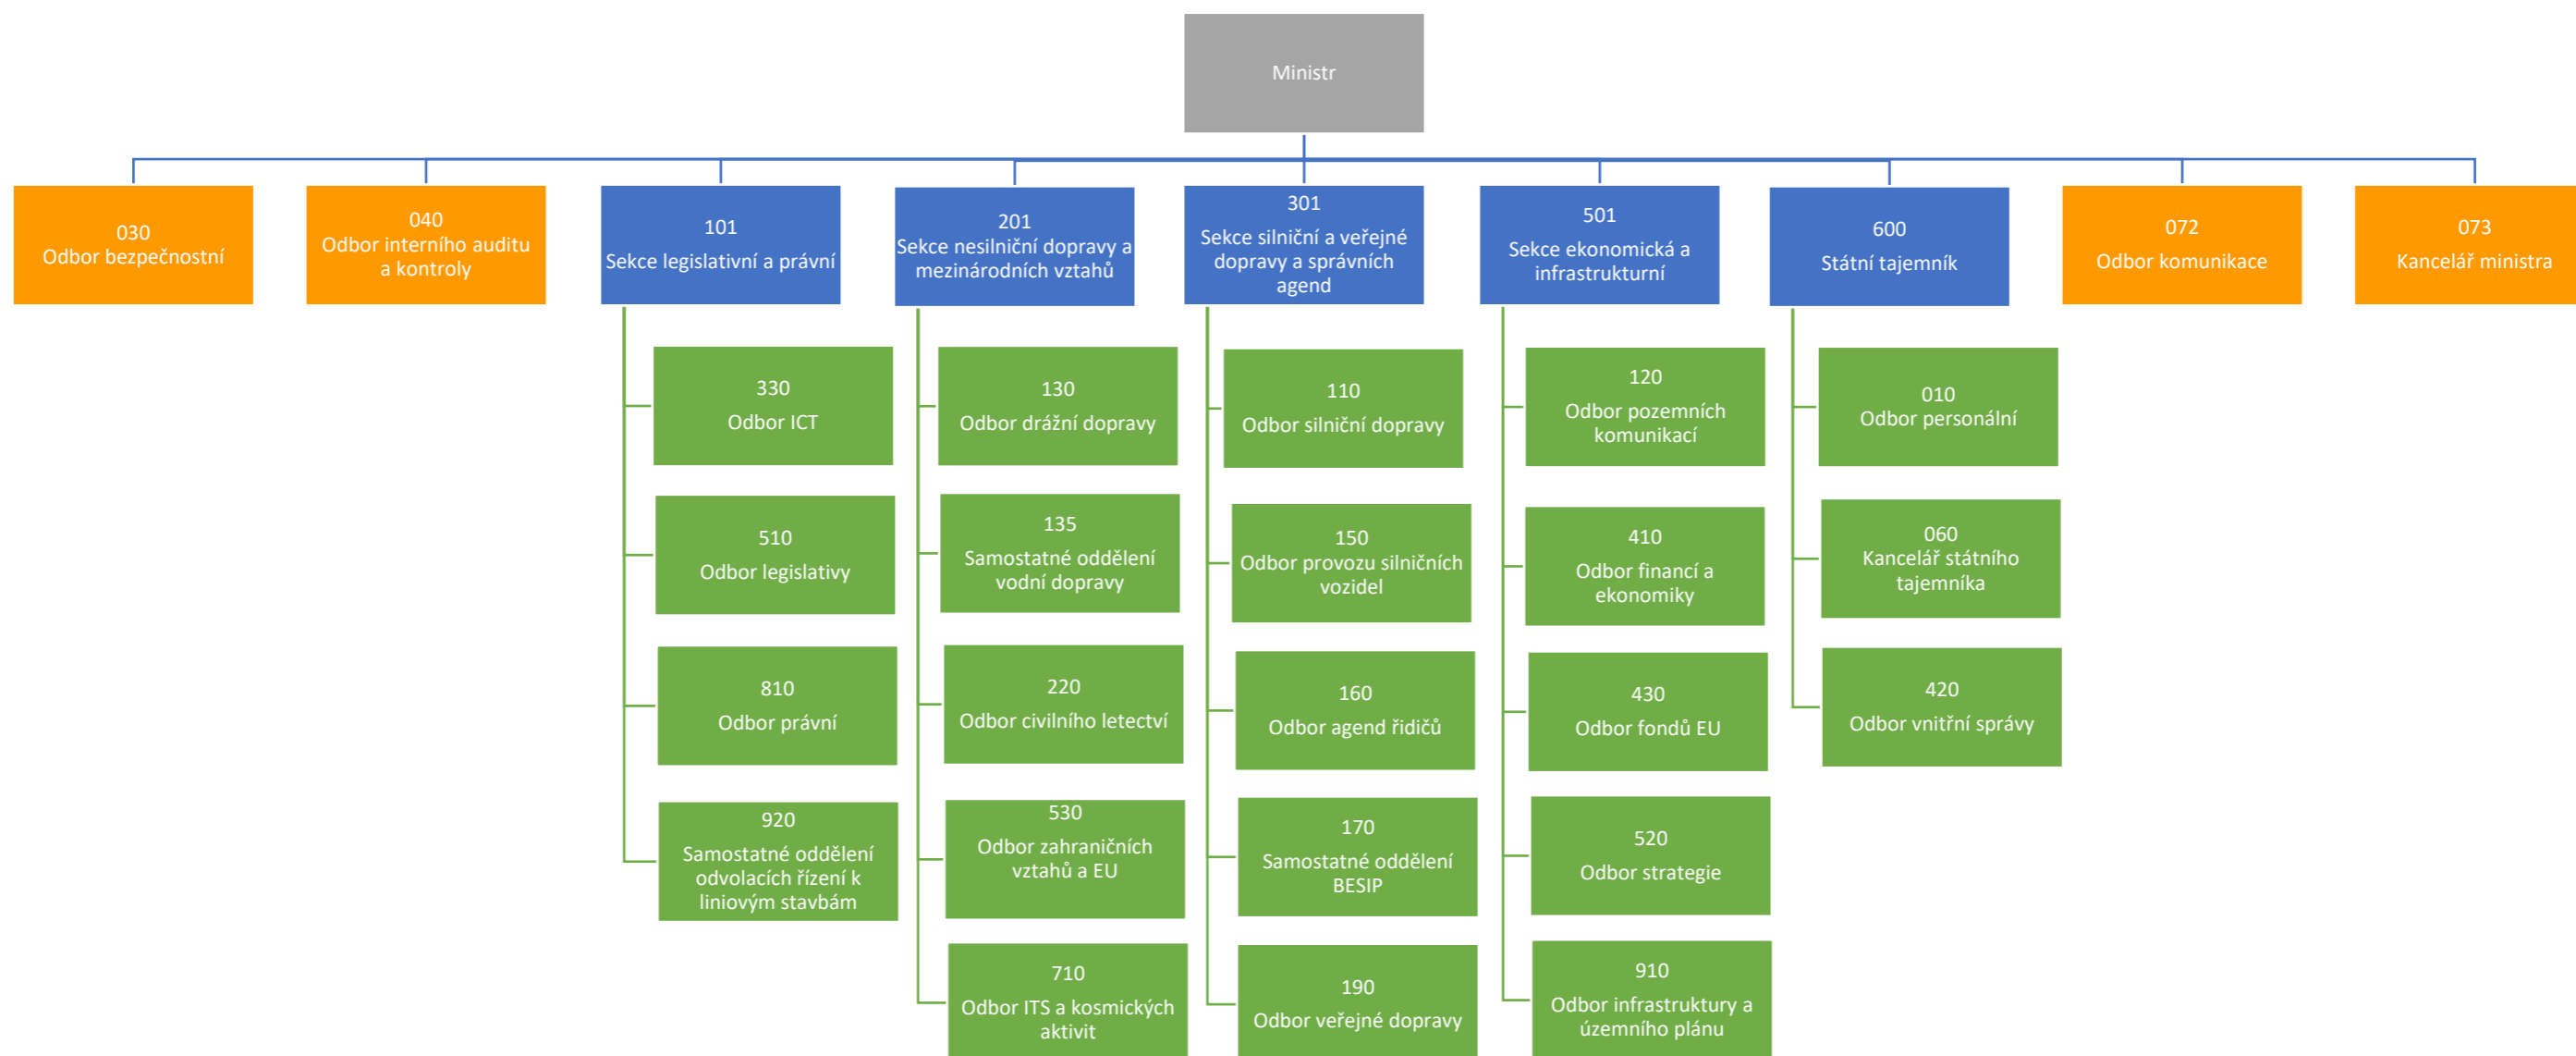 Ministr
030
Odbor bezpečnostní
040
Odbor interního auditu
a kontroly
101
Sekce legislativní a právní
201
Sekce nesilniční dopravy a
mezinárodních vztahů
301
Sekce silniční a veřejné
dopravy a správních
agend
501
Sekce ekonomická a
infrastrukturní
600
Státní tajemník
072
Odbor komunikace
073
Kancelář ministra
330
Odbor ICT
510
Odbor legislativy
810
Odbor právní
920
Samostatné oddělení
odvolacích řízení k
liniovým stavbám
130
Odbor drážní dopravy
135
Samostatné oddělení
vodní dopravy
220
Odbor civilního letectví
530
Odbor zahraničních
vztahů a EU
710
Odbor ITS a kosmických
aktivit
110
Odbor silniční dopravy
150
Odbor provozu silničních
vozidel
160
Odbor agend řidičů
170
Samostatné oddělení
BESIP
190
Odbor veřejné dopravy
120
Odbor pozemních
komunikací
410
Odbor financí a
ekonomiky
430
Odbor fondů EU
520
Odbor strategie
910
Odbor infrastruktury a
územního plánu
010
Odbor personální
060
Kancelář státního
tajemníka
420
Odbor vnitřní správy